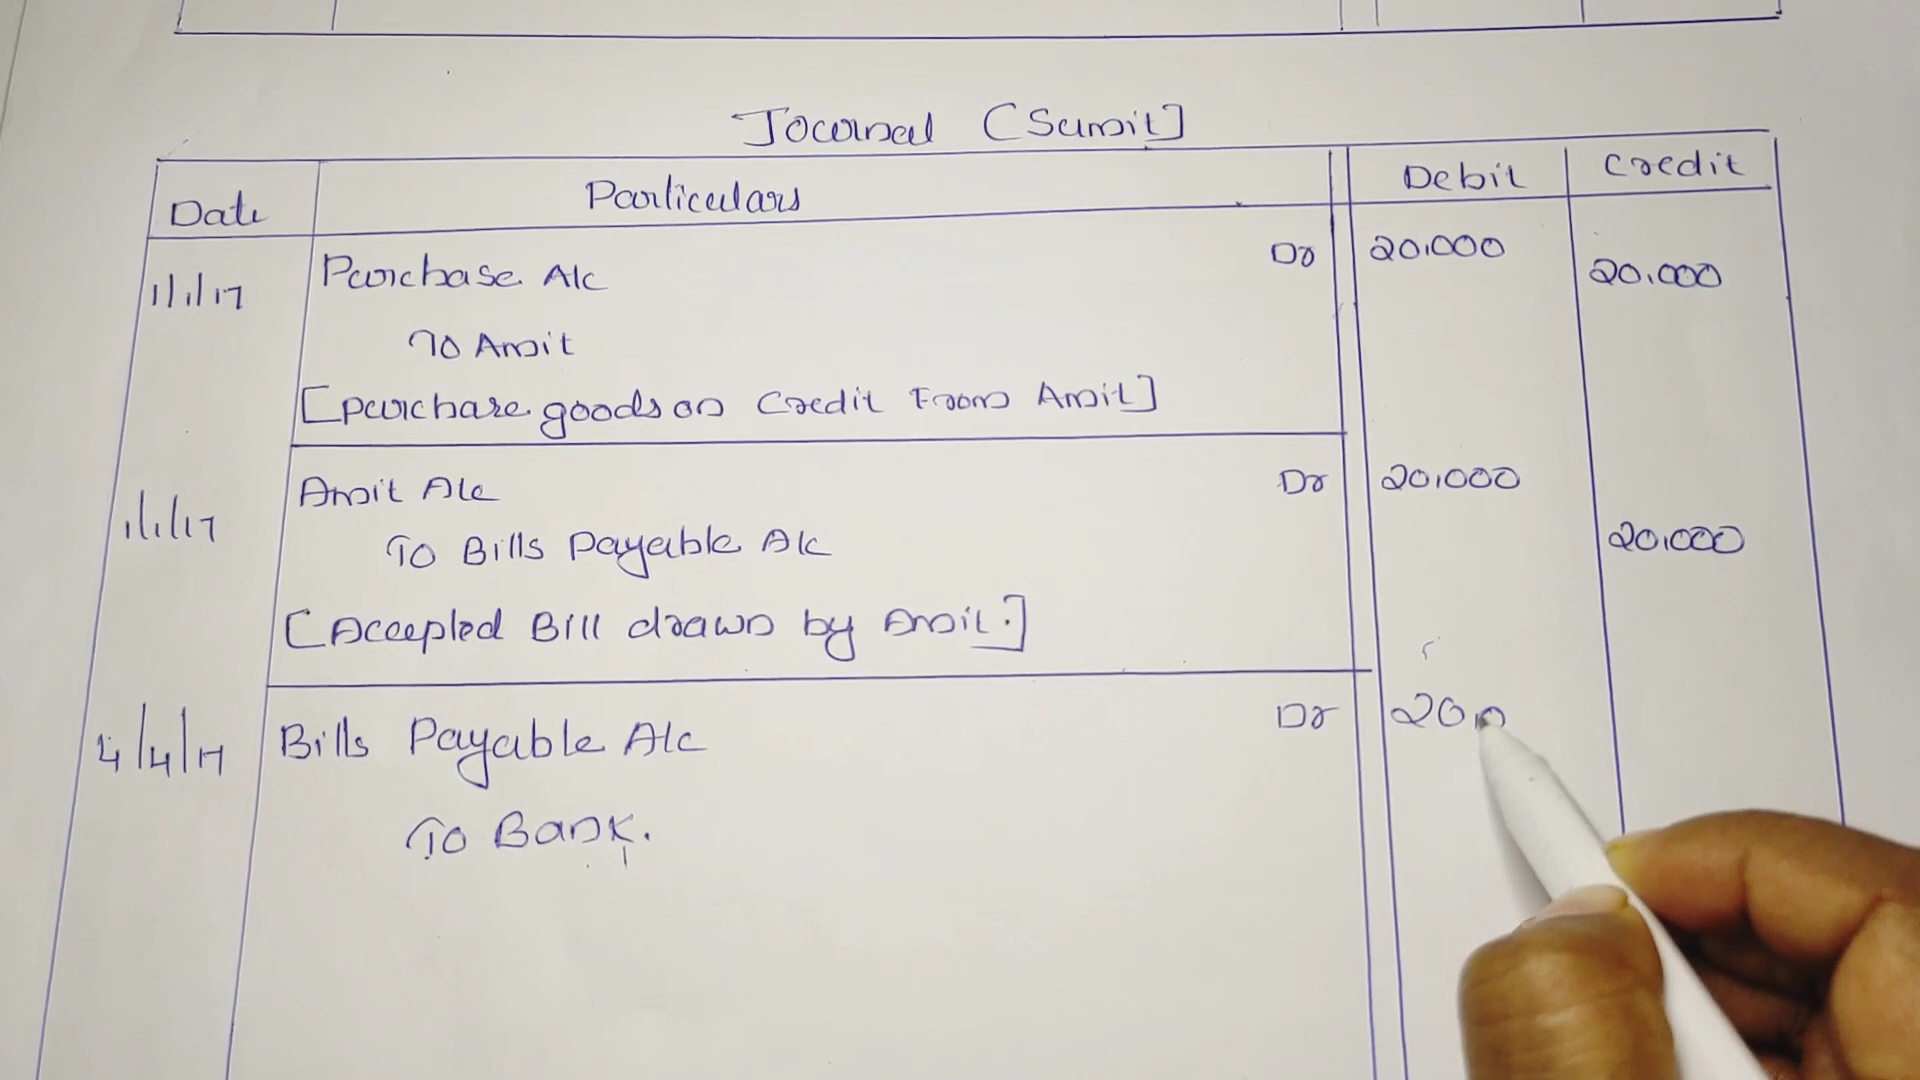 Journal [Sumit]
Date Particulars Debit Credit
1/1/17 Purchase A/c Dr 20,000
To Amit 20,000
[purchase goods on Credit From Amit]
1/1/17 Amit A/c Dr 20,000
To Bills Payable A/c 20,000
[Accepted Bill drawn by Amit.]
4/4/17 Bills Payable A/c Dr 20,0
To Bank.